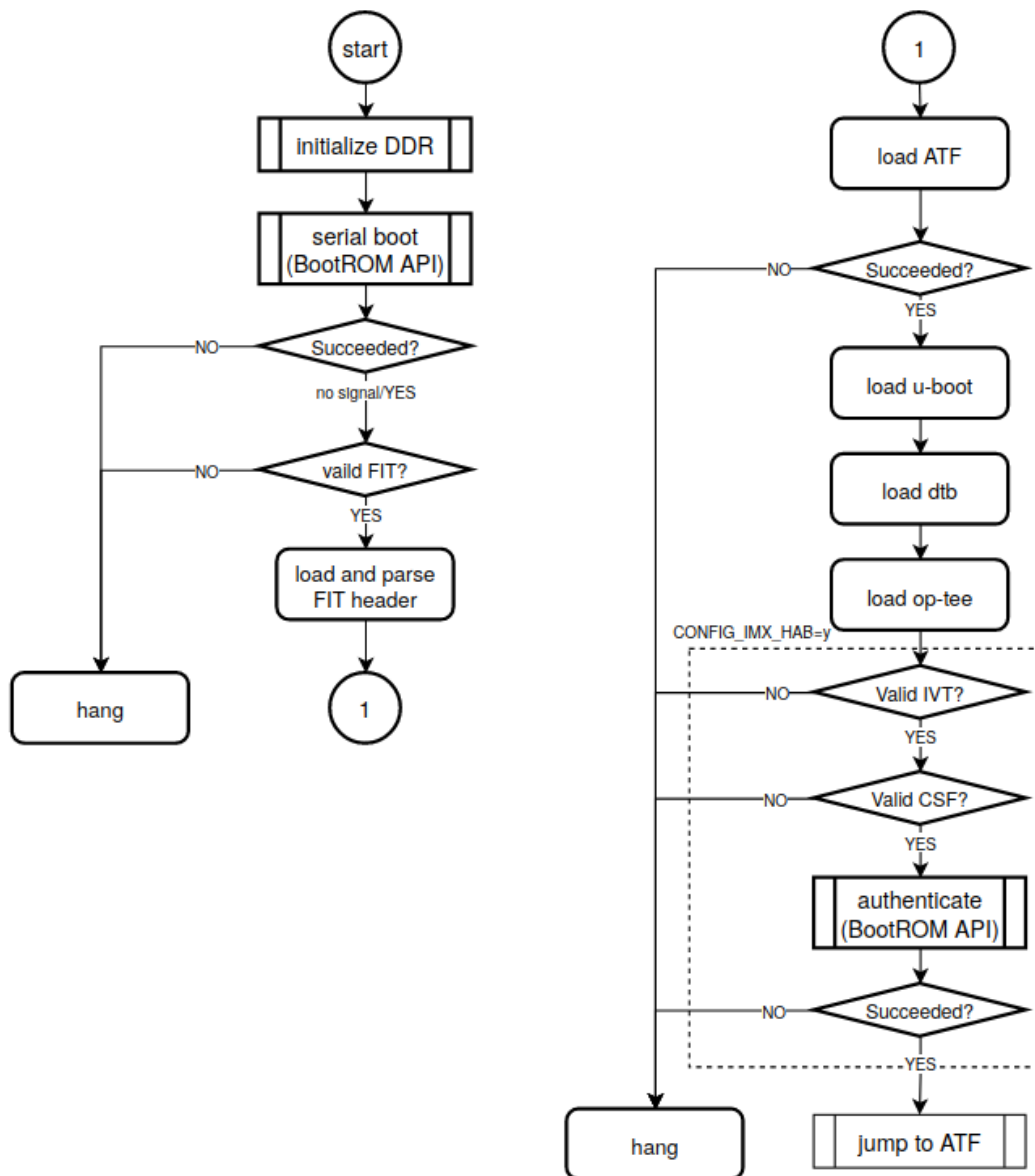 start
initialize DDR
serial boot
(BootROM API)
Succeeded?
NO
no signal/YES
vaild FIT?
NO
YES
load and parse
FIT header
hang
1
1
load ATF
Succeeded?
NO
YES
load u-boot
load dtb
load op-tee
CONFIG_IMX_HAB=y
Valid IVT?
NO
YES
Valid CSF?
NO
YES
authenticate
(BootROM API)
Succeeded?
NO
YES
hang
jump to ATF